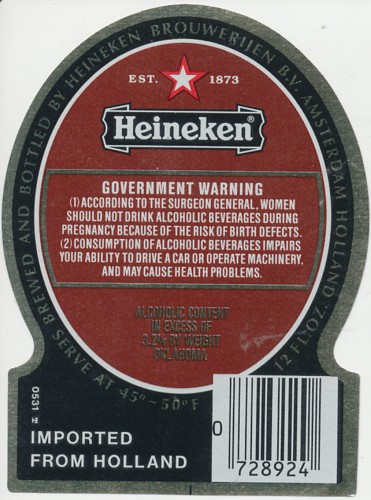 BREWED AND BOTTLED BY HEINEKEN BROUWERIJEN B.V. AMSTERDAM HOLLAND
EST. 1873
Heineken®
GOVERNMENT WARNING
(1) ACCORDING TO THE SURGEON GENERAL, WOMEN
SHOULD NOT DRINK ALCOHOLIC BEVERAGES DURING
PREGNANCY BECAUSE OF THE RISK OF BIRTH DEFECTS.
(2) CONSUMPTION OF ALCOHOLIC BEVERAGES IMPAIRS
YOUR ABILITY TO DRIVE A CAR OR OPERATE MACHINERY,
AND MAY CAUSE HEALTH PROBLEMS.
ALCOHOLIC CONTENT
IN EXCESS OF
3.2% BY WEIGHT
OKLAHOMA
SERVE AT 45°-50°F
12 FL.OZ.
0531 H
IMPORTED
FROM HOLLAND
0 728924